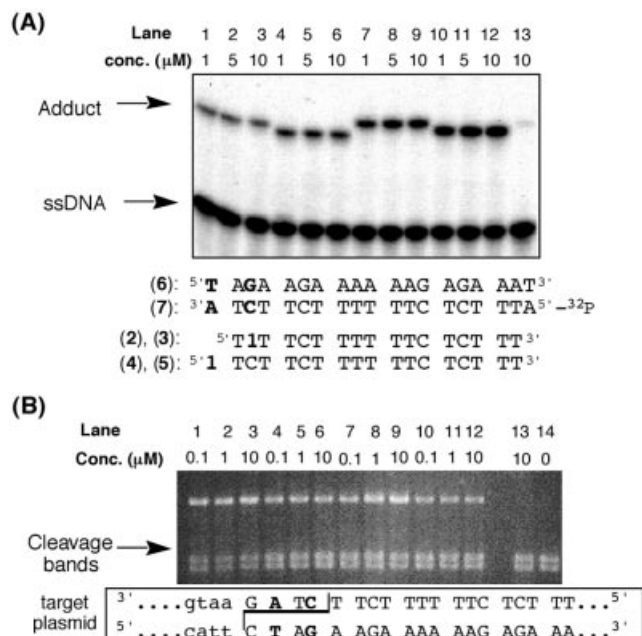 (A)
Lane 1 2 3 4 5 6 7 8 9 10 11 12 13
conc. (μM) 1 5 10 1 5 10 1 5 10 1 5 10 10
Adduct
ssDNA
(6): 5'T AGA AGA AAA AAG AGA AAT3'
(7): 3'A TCT TCT TTT TTC TCT TTA5'–32P
(2), (3): 5'T1T TCT TTT TTC TCT TT3'
(4), (5): 5'1 TCT TCT TTT TTC TCT TT3'
(B)
Lane 1 2 3 4 5 6 7 8 9 10 11 12 13 14
Conc. (μM) 0.1 1 10 0.1 1 10 0.1 1 10 0.1 1 10 10 0
Cleavage
bands
target 3'....gtaa G A TC T TCT TTT TTC TCT TT...5'
plasmid 5'....catt C T AG A AGA AAA AAG AGA AA...